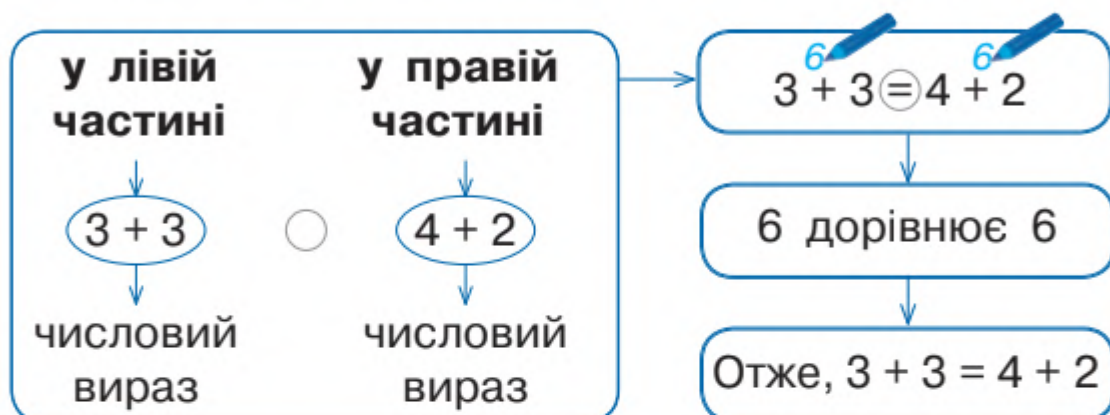 у лівій
частині
у правій
частині
3 + 3
4 + 2
числовий
вираз
числовий
вираз
6 6
3 + 3 = 4 + 2
6 дорівнює 6
Отже, 3 + 3 = 4 + 2